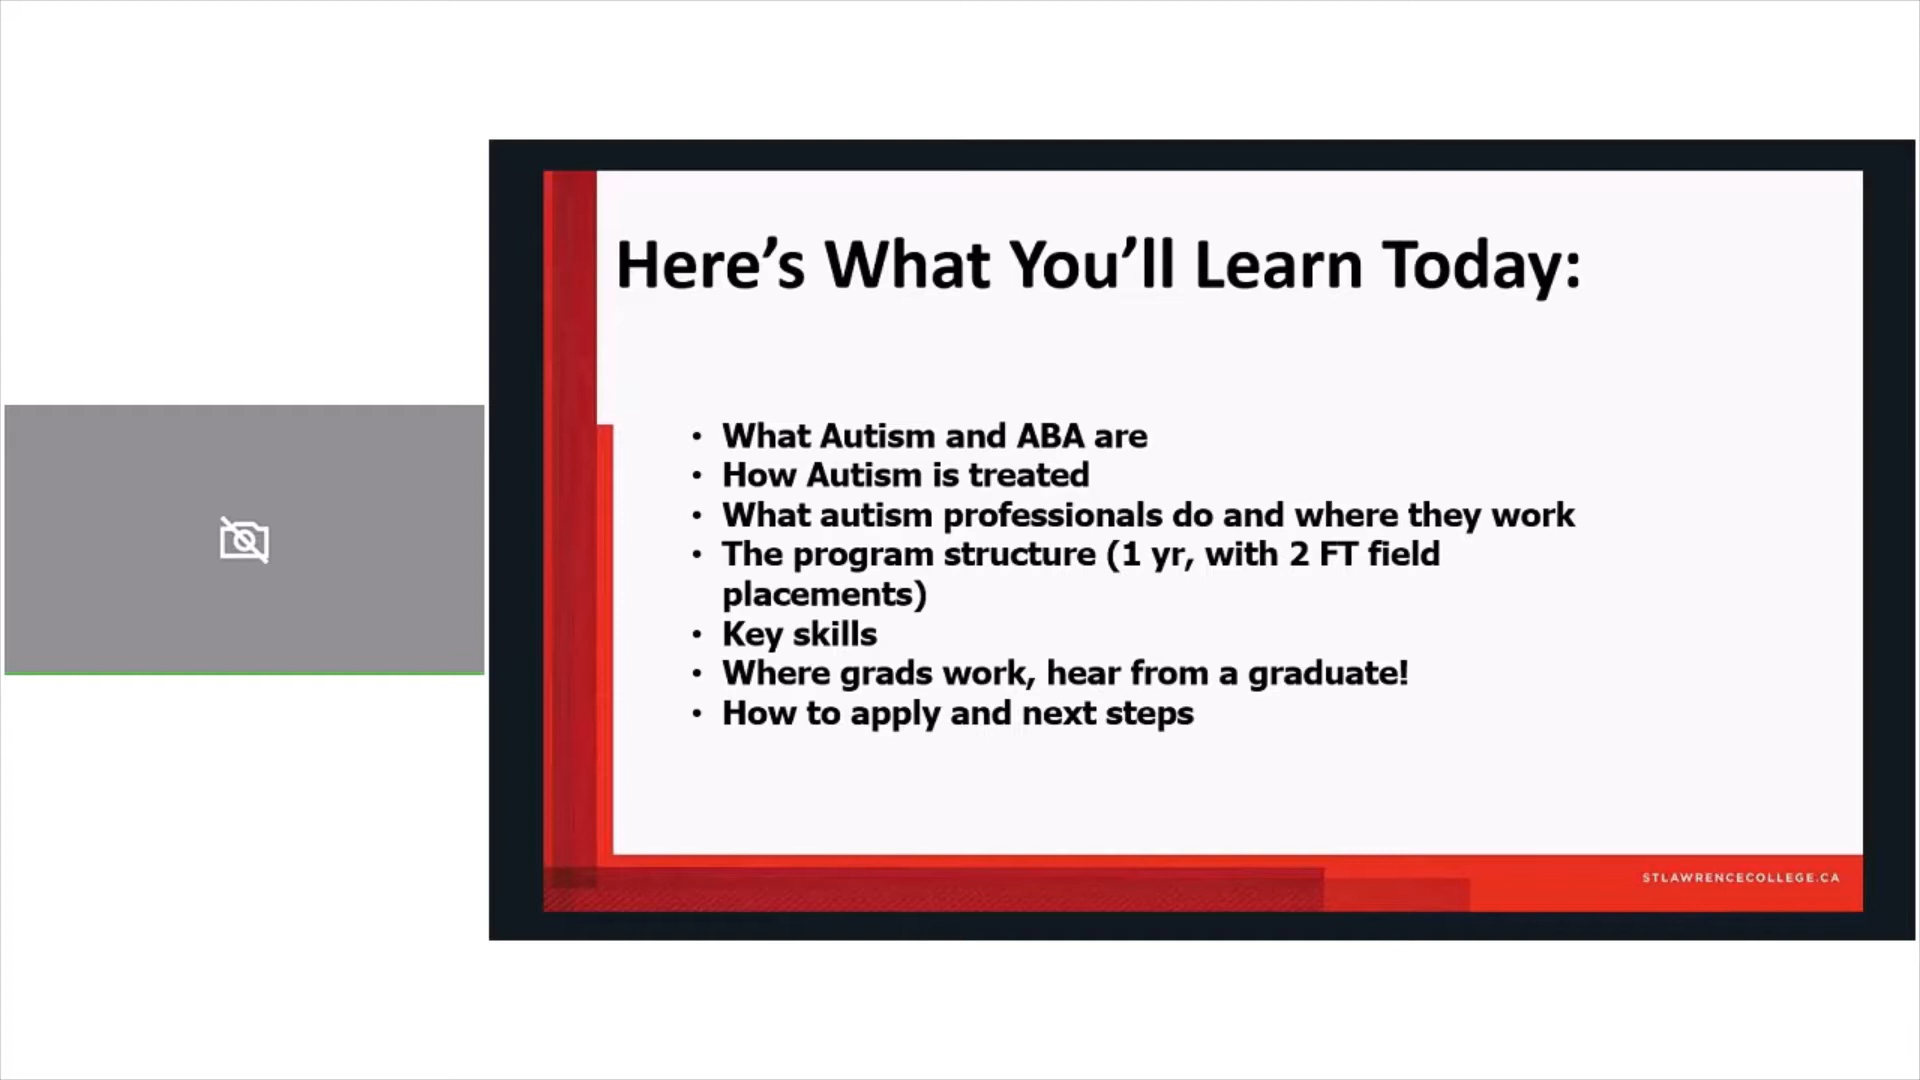 Here’s What You’ll Learn Today:
• What Autism and ABA are
• How Autism is treated
• What autism professionals do and where they work
• The program structure (1 yr, with 2 FT field
placements)
• Key skills
• Where grads work, hear from a graduate!
• How to apply and next steps
STLAWRENCECOLLEGE.CA